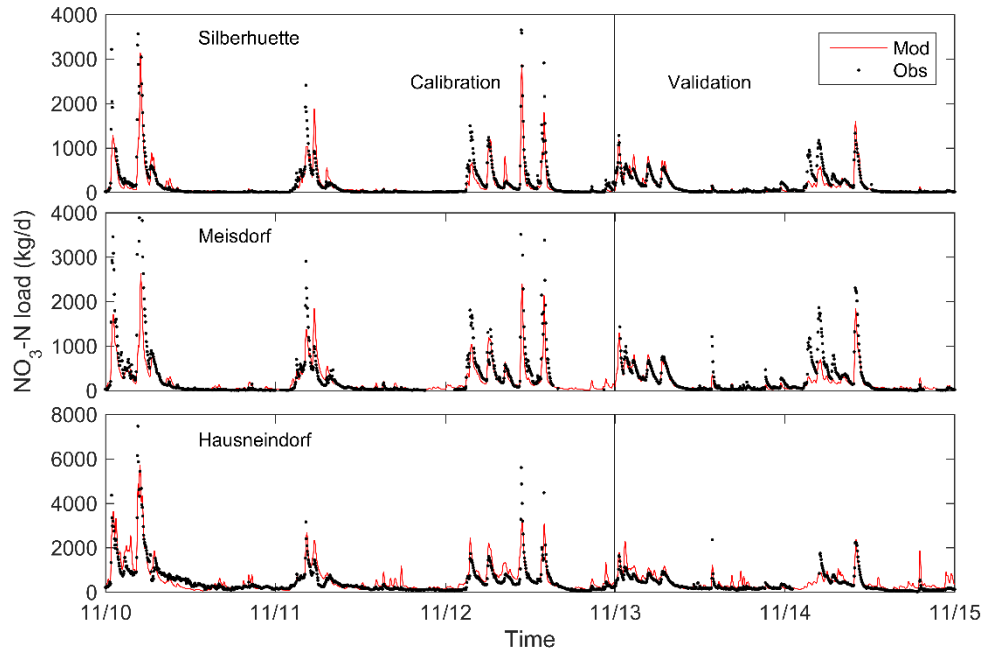 4000
3000
2000
1000
0
Silberhuette
Calibration
Validation
Mod
Obs
4000
3000
2000
1000
0
Meisdorf
NO3-N load (kg/d)
8000
6000
4000
2000
0
Hausneindorf
11/10
11/11
11/12
11/13
11/14
11/15
Time